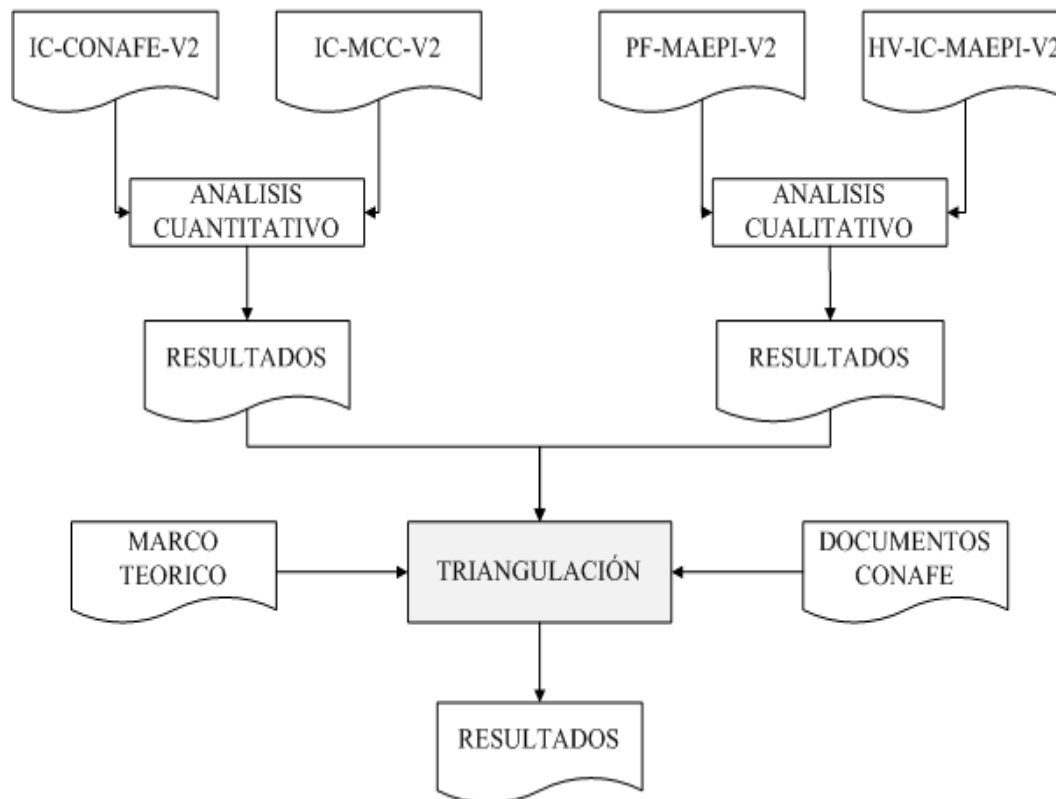 IC-CONAFE-V2
IC-MCC-V2
PF-MAEPI-V2
HV-IC-MAEPI-V2
ANALISIS
CUANTITATIVO
ANALISIS
CUALITATIVO
RESULTADOS
RESULTADOS
MARCO
TEORICO
TRIANGULACIÓN
DOCUMENTOS
CONAFE
RESULTADOS